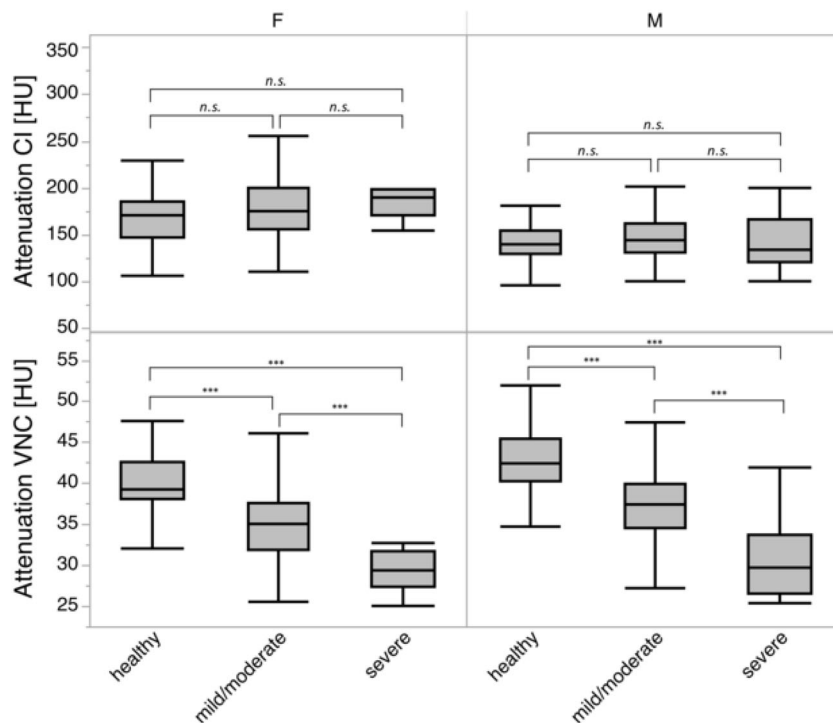 F M
Attenuation CI [HU]
350
300
250
200
150
100
50
n.s.
n.s. n.s.
n.s.
n.s. n.s.
Attenuation VNC [HU]
55
50
45
40
35
30
25
***
*** ***
***
*** ***
healthy mild/moderate severe healthy mild/moderate severe